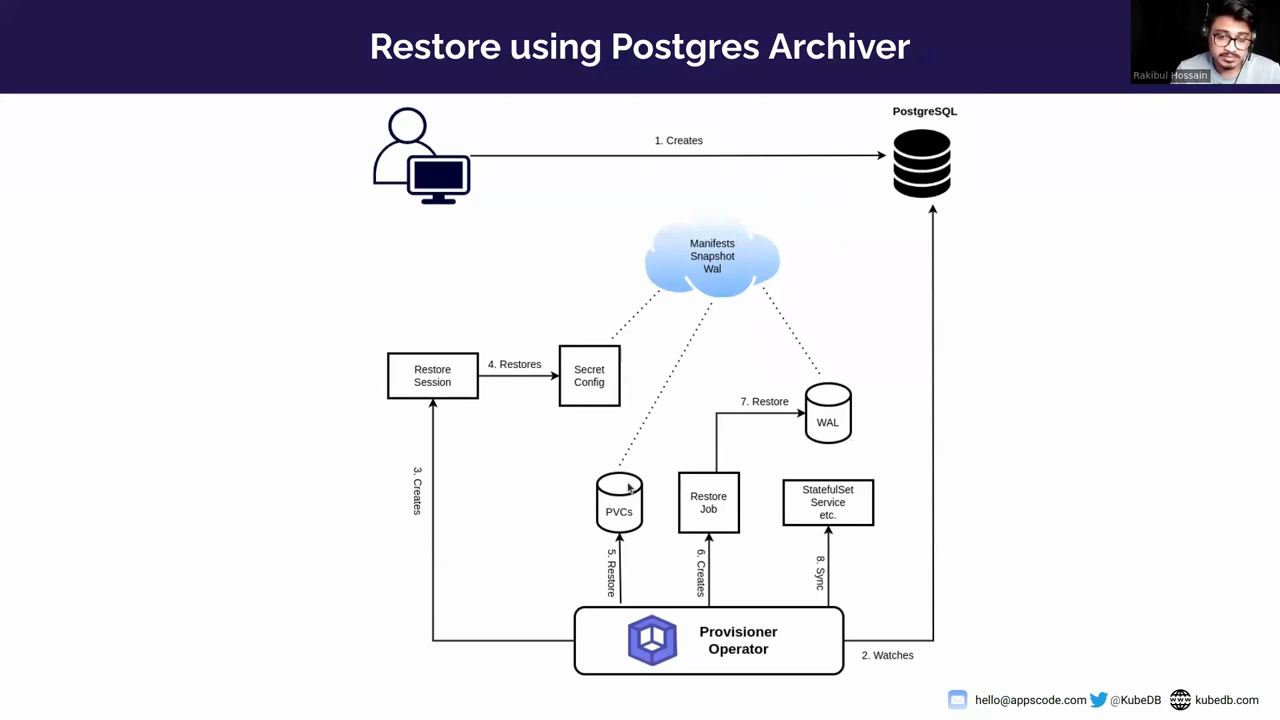 Restore using Postgres Archiver
Rakibul Hossain
PostgreSQL
1. Creates
Manifests
Snapshot
Wal
Restore
Session
4. Restores
Secret
Config
7. Restore
WAL
3. Creates
PVCs
Restore
Job
StatefulSet
Service
etc.
5. Restore
6. Creates
8. Sync
Provisioner
Operator
2. Watches
hello@appscode.com
@KubeDB
kubedb.com